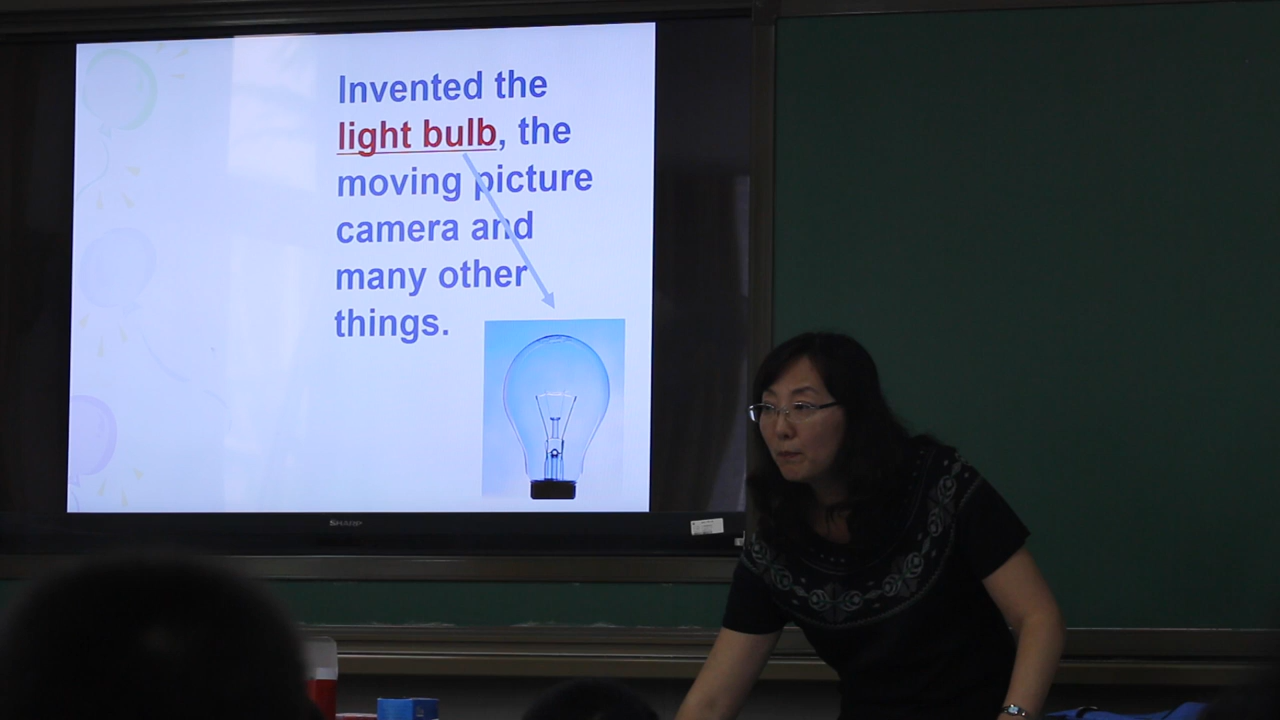 Invented the
light bulb, the
moving picture
camera and
many other
things.
SHARP